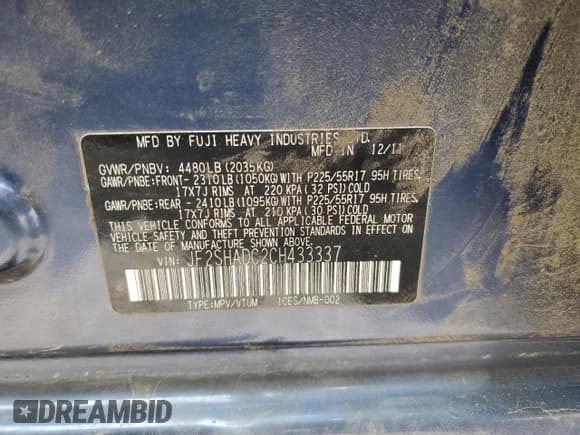 MFD BY FUJI HEAVY INDUSTRIES LTD.
MFD IN 12/11
GVWR/PNBV: 4480LB(2035KG)
GAWR/PNBE:FRONT-2310LB(1050KG)WITH P225/55R17 95H TIRES.
17X7J RIMS AT 220 KPA(32 PSI)COLD
GAWR/PNBE:REAR -2410LB(1095KG)WITH P225/55R17 95H TIRES.
17X7J RIMS AT 210 KPA(30 PSI)COLD
THIS VEHICLE CONFORMS TO ALL APPLICABLE FEDERAL MOTOR
VEHICLE SAFETY AND THEFT PREVENTION STANDARDS IN EFFECT ON
THE DATE OF MANUFACTURE SHOWN ABOVE.
VIN: JF2SHADC2CH433337
TYPE:MPV/VTUM ICES/NMB-002
DREAMBID